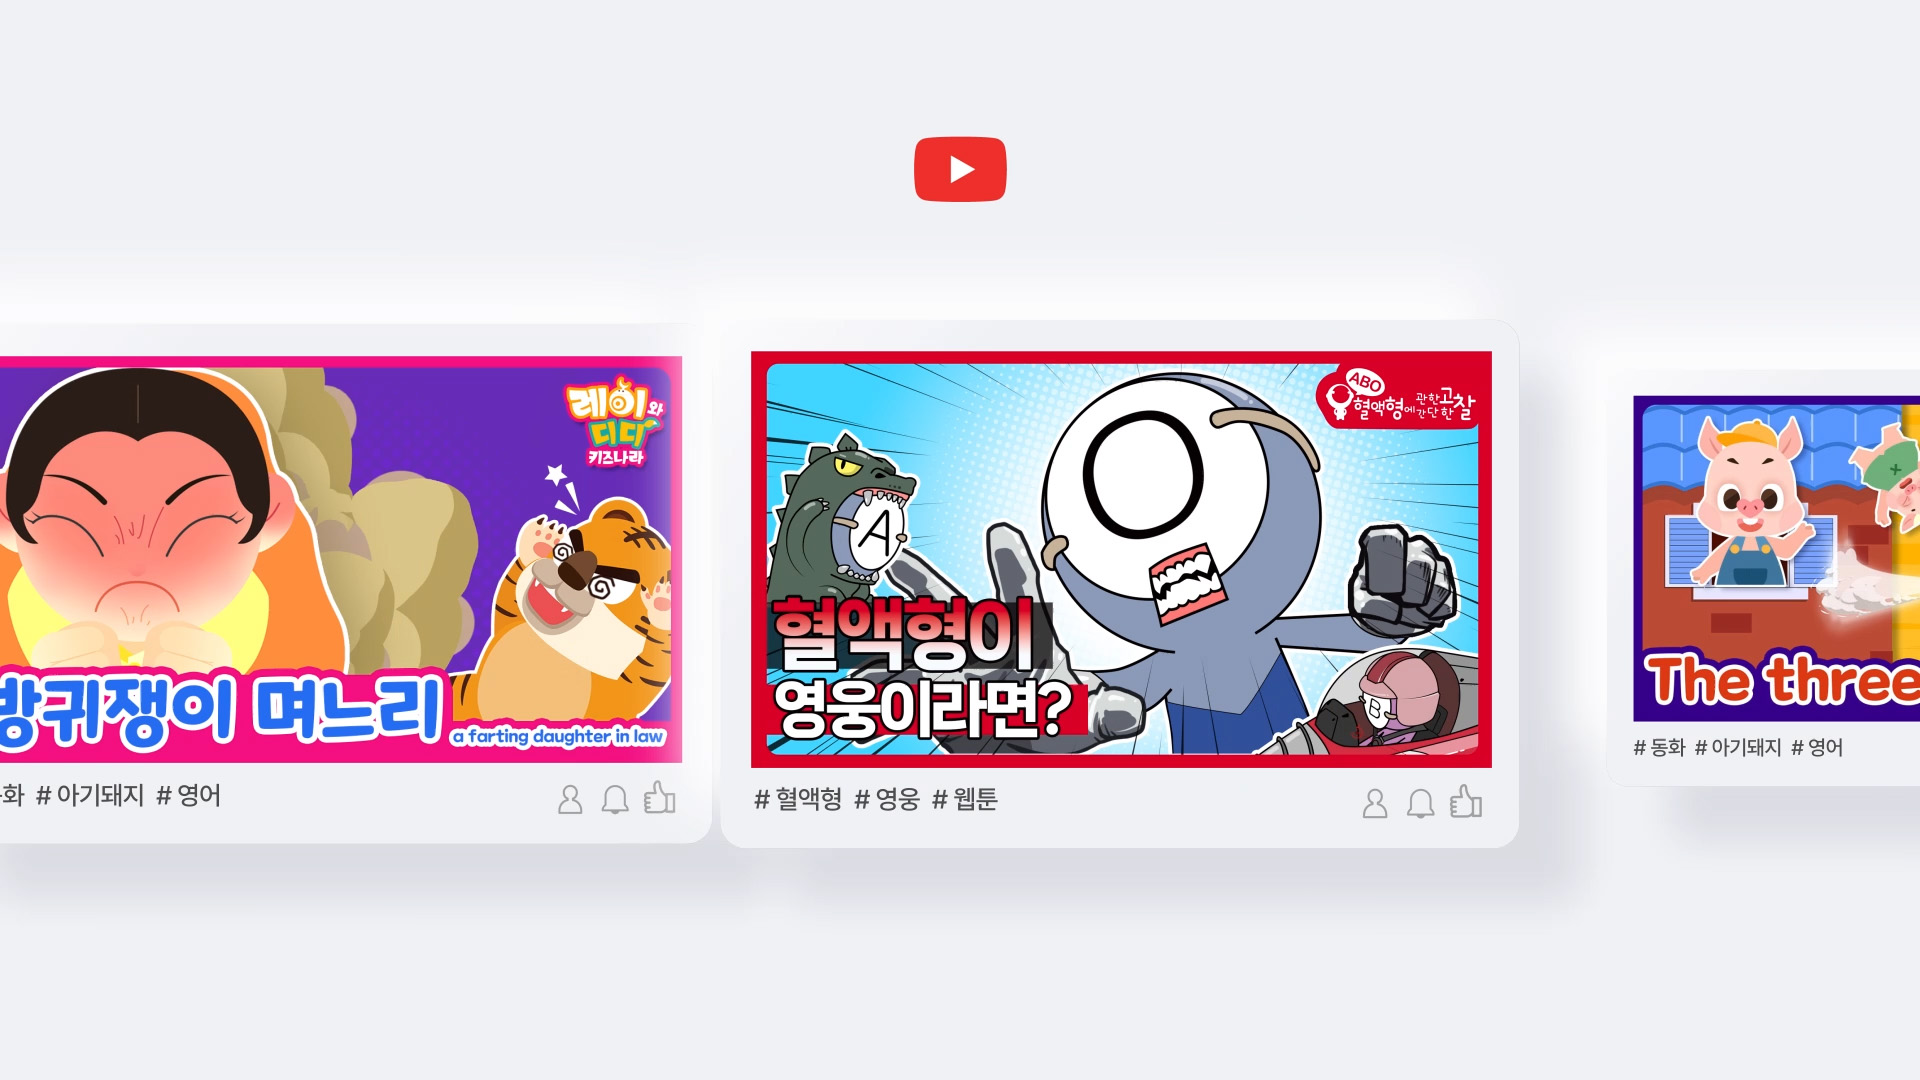 레이와
디디
키즈나라
방귀쟁이 며느리
a farting daughter in law
# 아기돼지 # 영어
ABO
혈액형에 관한 간단한 고찰
O
A
B
혈액형이
영웅이라면?
# 혈액형 # 영웅 # 웹툰
The three
# 동화 # 아기돼지 # 영어